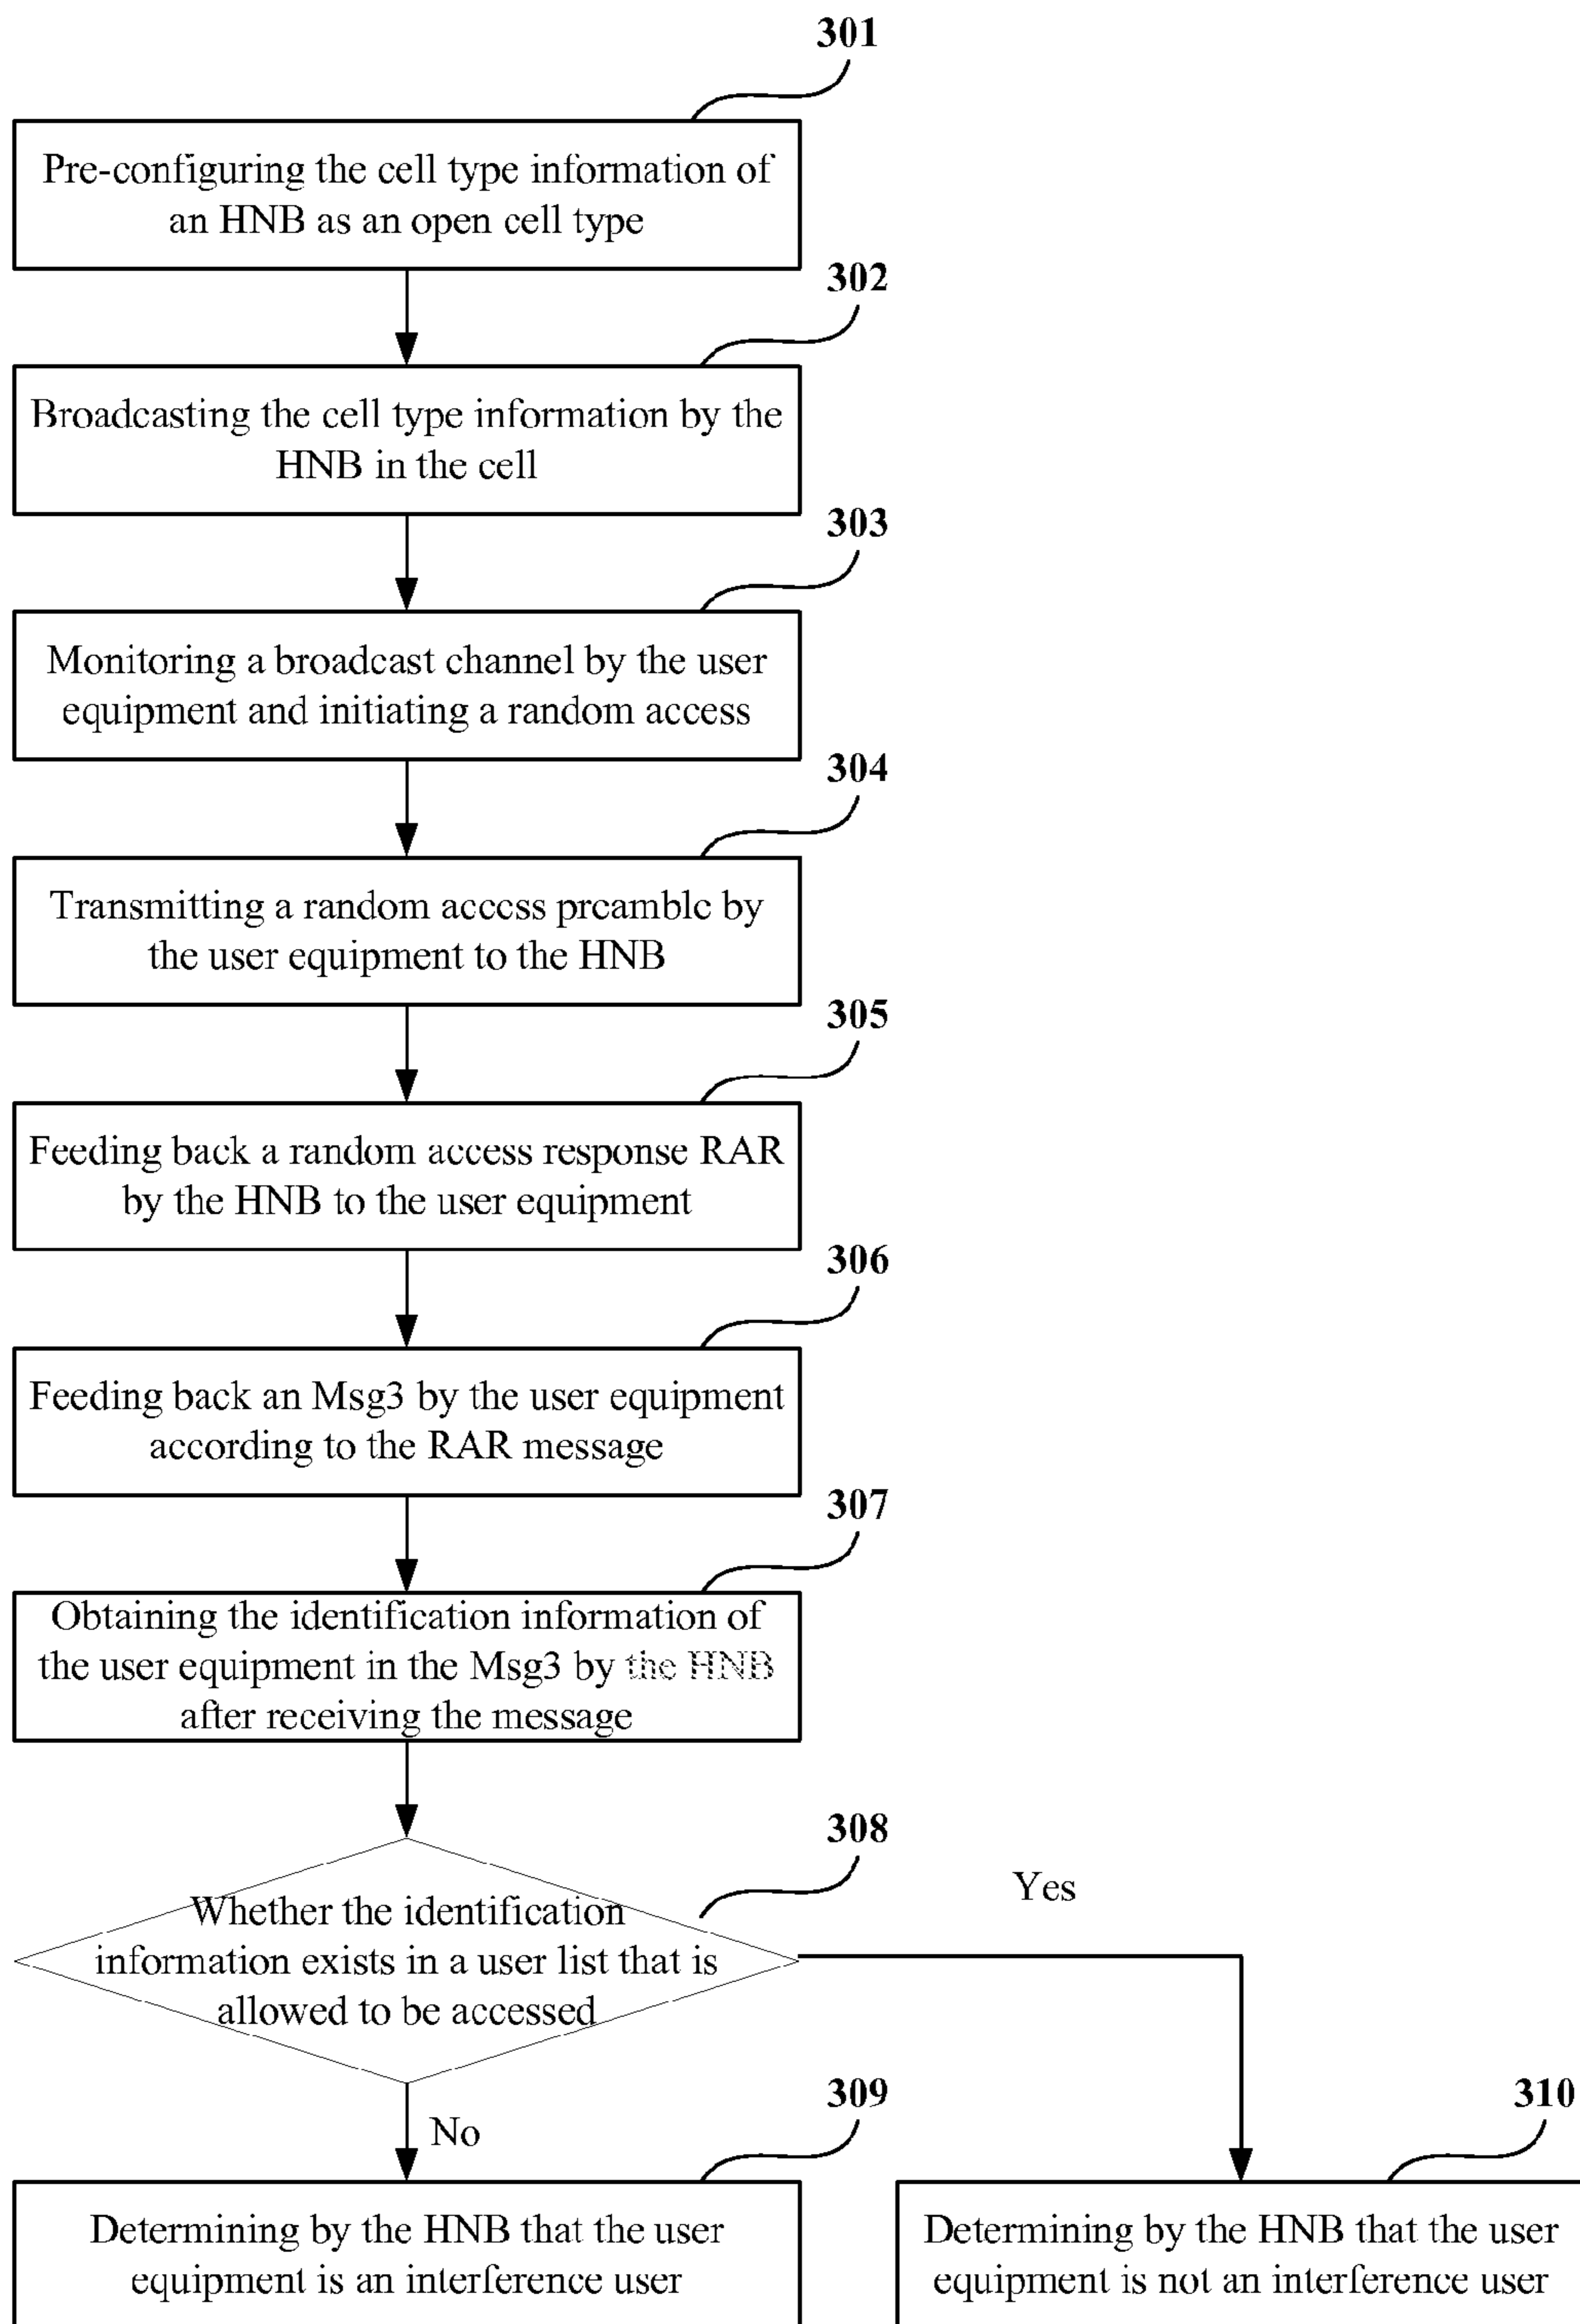 301
Pre-configuring the cell type information of
an HNB as an open cell type
302
Broadcasting the cell type information by the
HNB in the cell
303
Monitoring a broadcast channel by the user
equipment and initiating a random access
304
Transmitting a random access preamble by
the user equipment to the HNB
305
Feeding back a random access response RAR
by the HNB to the user equipment
306
Feeding back an Msg3 by the user equipment
according to the RAR message
307
Obtaining the identification information of
the user equipment in the Msg3 by the HNB
after receiving the message
308
Whether the identification
information exists in a user list that is
allowed to be accessed
Yes
No
309
Determining by the HNB that the user
equipment is an interference user
310
Determining by the HNB that the user
equipment is not an interference user